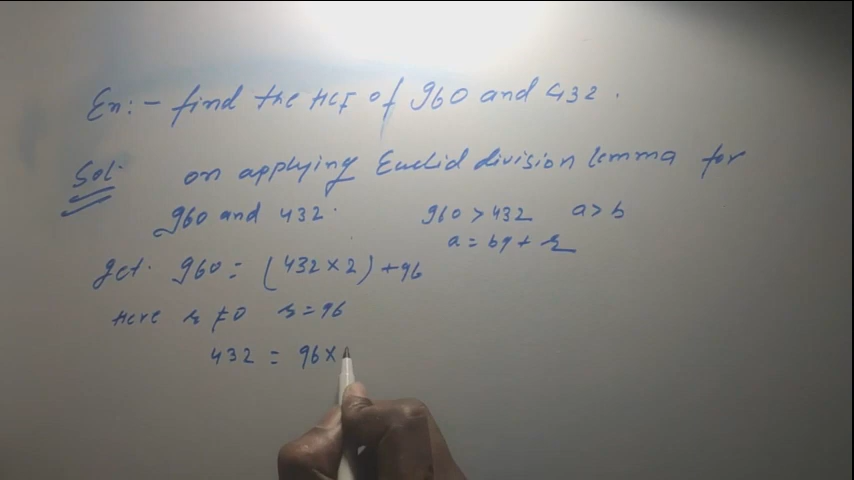 Ex:- find the HCF of 960 and 432.
Sol. on applying Euclid division lemma for
960 and 432. 960 > 432 a > b
a = bq + r
get. 960 = (432 × 2) + 96
Here r ≠ 0 r = 96
432 = 96 ×